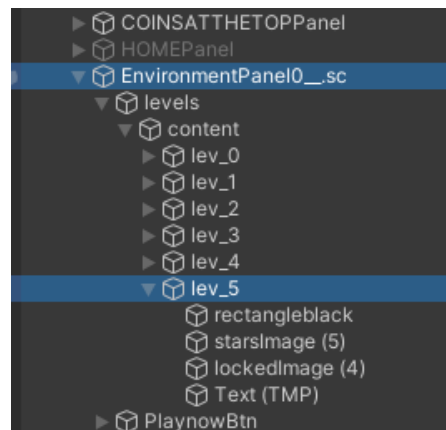 COINSATTHETOPPanel
HOMEPanel
EnvironmentPanel0__.sc
levels
content
lev_0
lev_1
lev_2
lev_3
lev_4
lev_5
rectangleblack
starsImage (5)
lockedImage (4)
Text (TMP)
PlaynowBtn